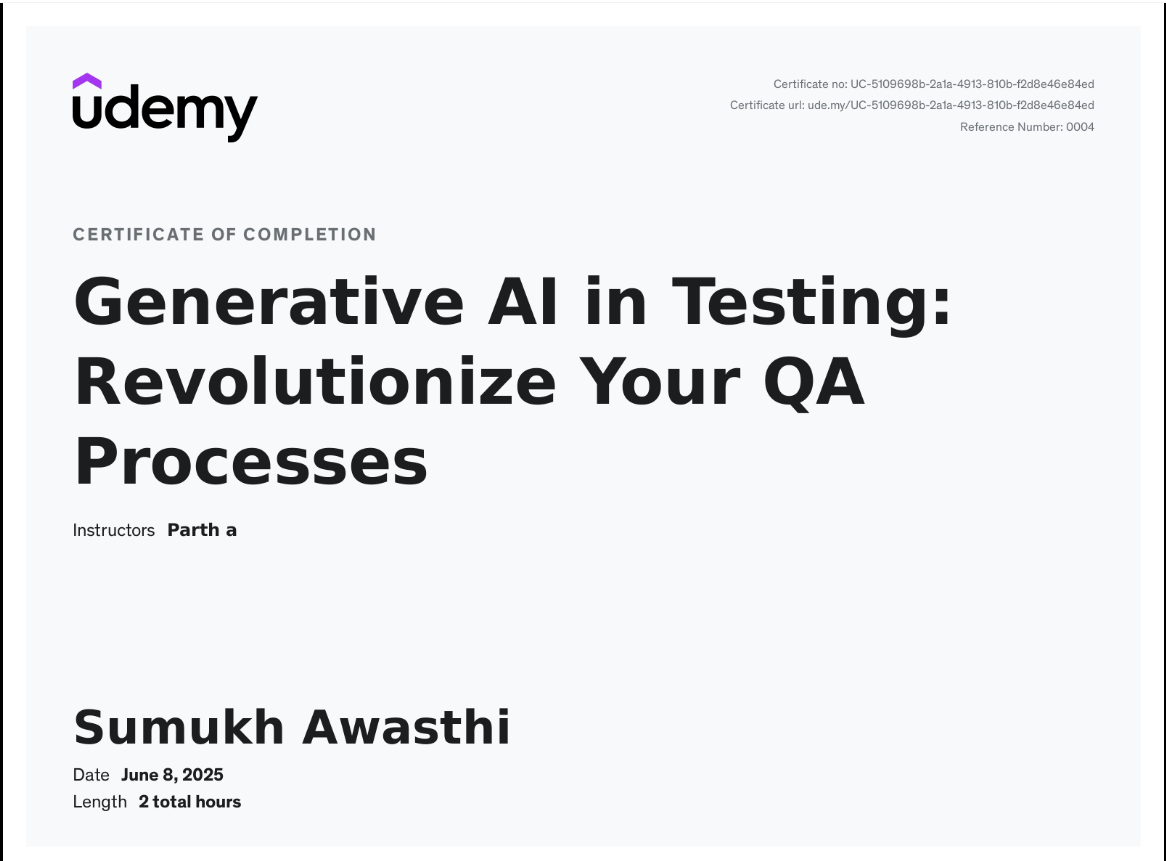 udemy
Certificate no: UC-5109698b-2a1a-4913-810b-f2d8e46e84ed
Certificate url: ude.my/UC-5109698b-2a1a-4913-810b-f2d8e46e84ed
Reference Number: 0004
CERTIFICATE OF COMPLETION
Generative AI in Testing:
Revolutionize Your QA
Processes
Instructors Parth a
Sumukh Awasthi
Date June 8, 2025
Length 2 total hours